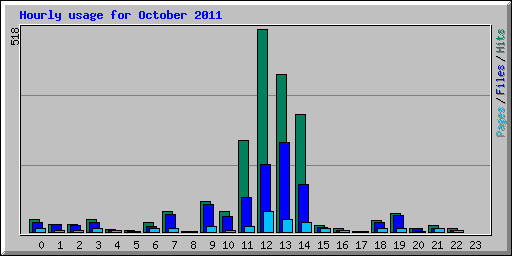 Hourly usage for October 2011
518
Pages/Files/Hits
0 1 2 3 4 5 6 7 8 9 10 11 12 13 14 15 16 17 18 19 20 21 22 23